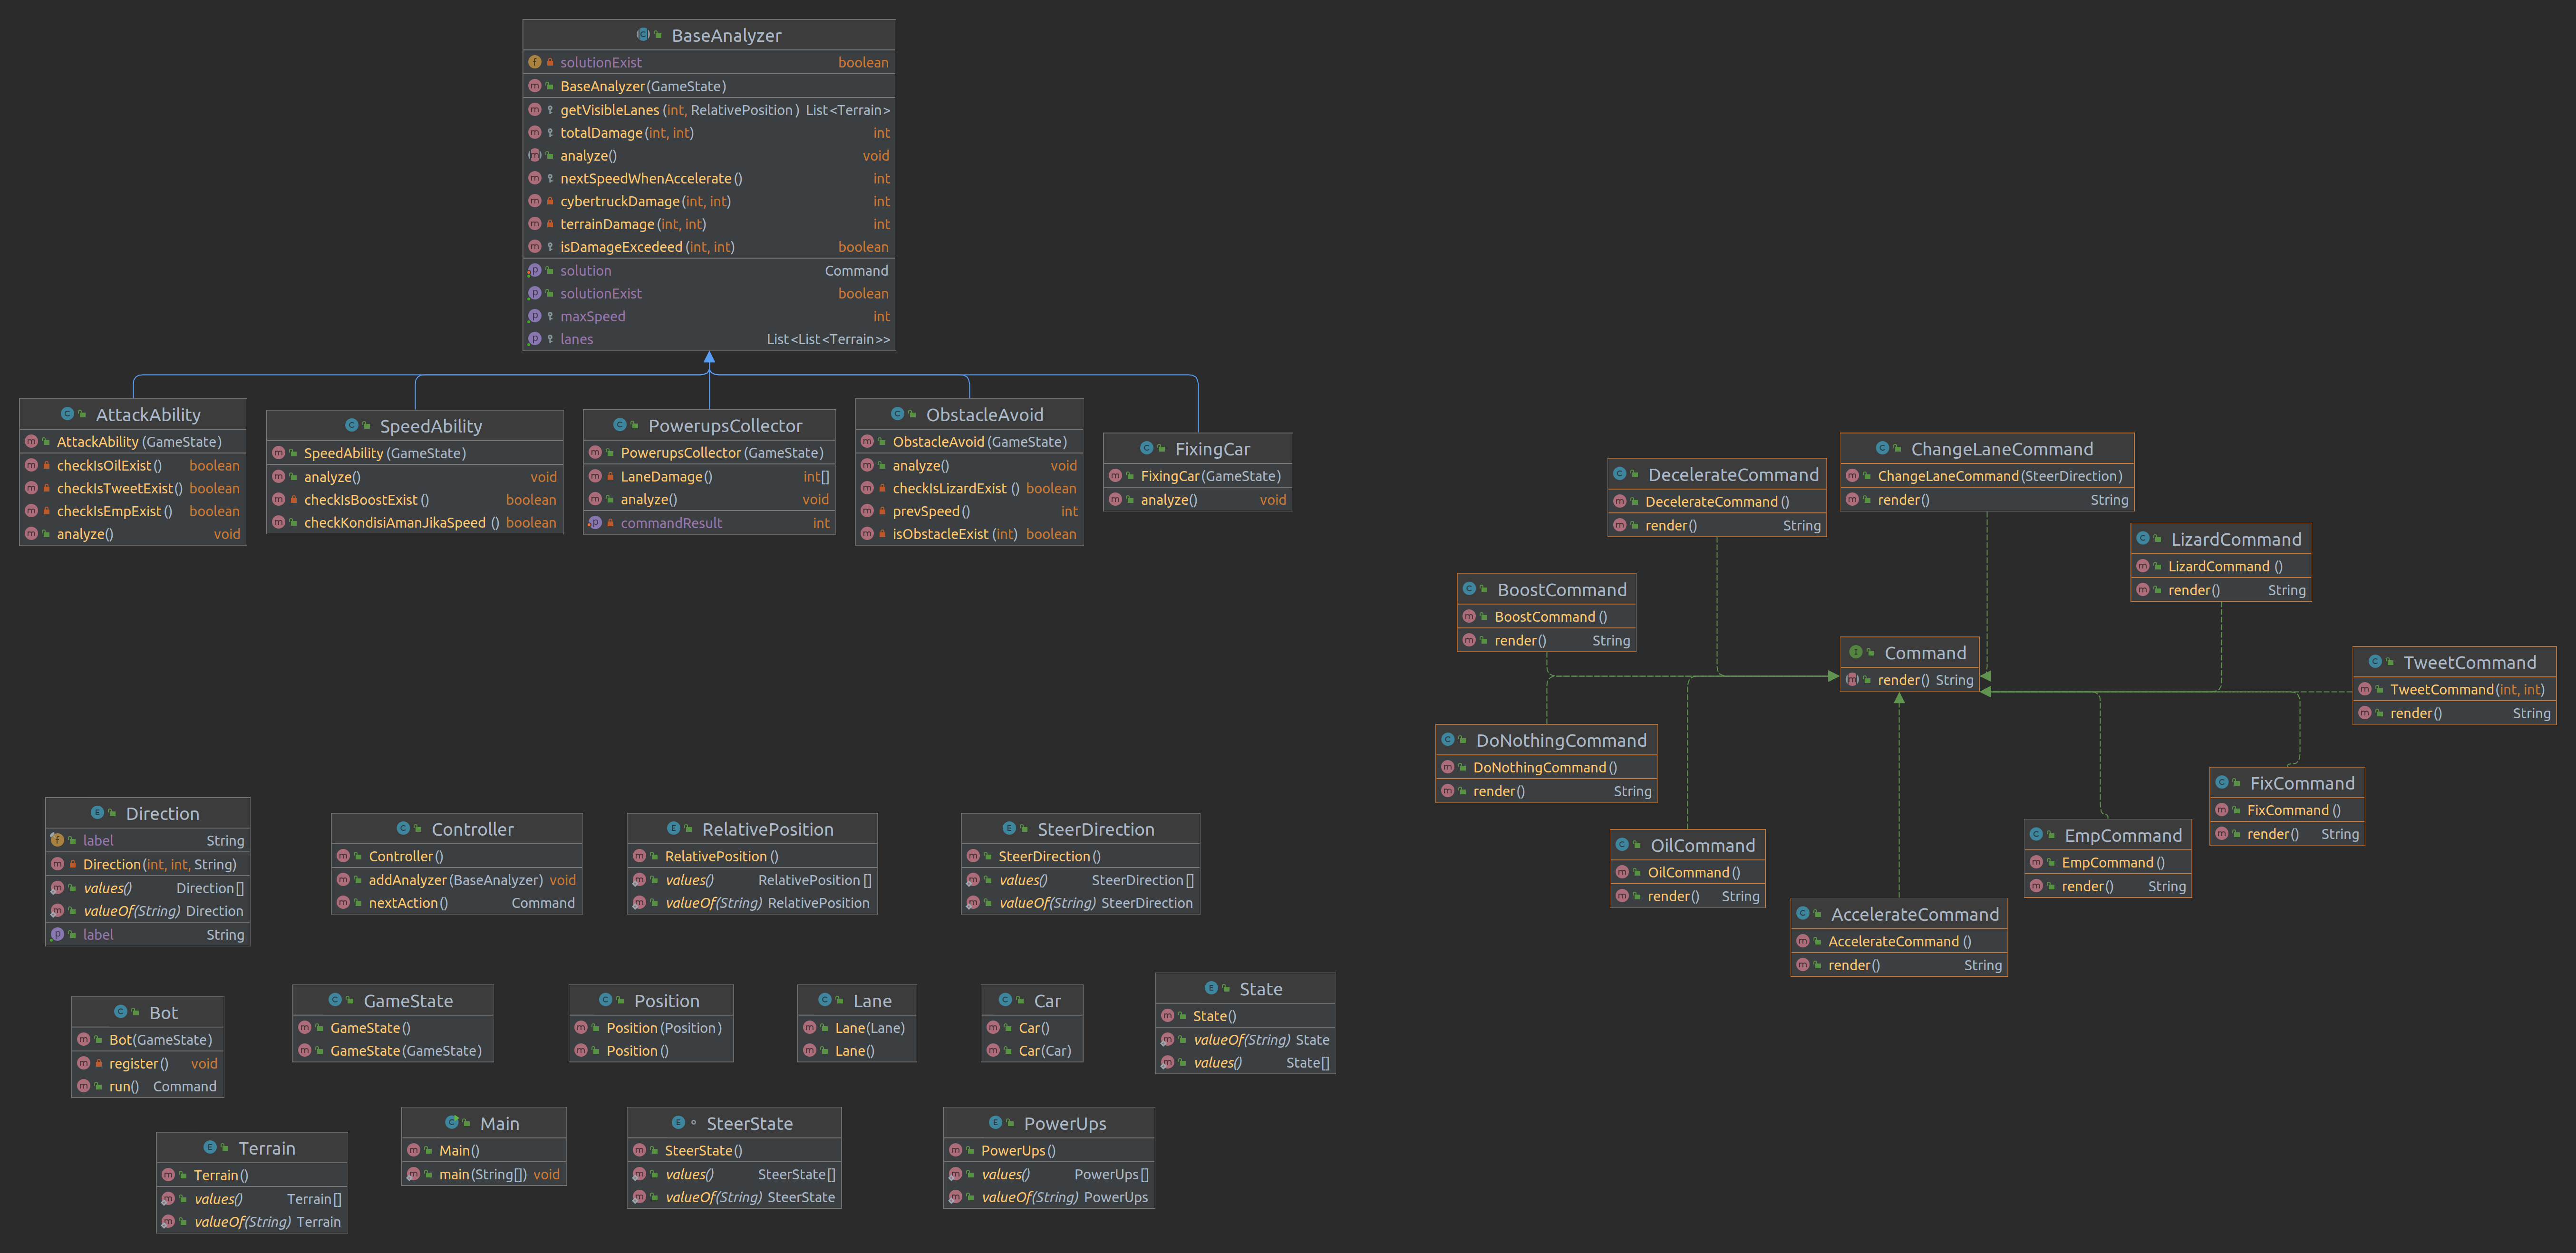 BaseAnalyzer
solutionExist boolean
BaseAnalyzer(GameState)
getVisibleLanes(int, RelativePosition) List<Terrain>
totalDamage(int, int) int
analyze() void
nextSpeedWhenAccelerate() int
cybertruckDamage(int, int) int
terrainDamage(int, int) int
isDamageExcedeed(int, int) boolean
solution Command
solutionExist boolean
maxSpeed int
lanes List<List<Terrain>>
AttackAbility
AttackAbility(GameState)
checkIsOilExist() boolean
checkIsTweetExist() boolean
checkIsEmpExist() boolean
analyze() void
SpeedAbility
SpeedAbility(GameState)
analyze() void
checkIsBoostExist() boolean
checkKondisiAmanJikaSpeed() boolean
PowerupsCollector
PowerupsCollector(GameState)
LaneDamage() int[]
analyze() void
commandResult int
ObstacleAvoid
ObstacleAvoid(GameState)
analyze() void
checkIsLizardExist() boolean
prevSpeed() int
isObstacleExist(int) boolean
FixingCar
FixingCar(GameState)
analyze() void
DecelerateCommand
DecelerateCommand()
render() String
ChangeLaneCommand
ChangeLaneCommand(SteerDirection)
render() String
LizardCommand
LizardCommand()
render() String
BoostCommand
BoostCommand()
render() String
Command
render() String
TweetCommand
TweetCommand(int, int)
render() String
DoNothingCommand
DoNothingCommand()
render() String
FixCommand
FixCommand()
render() String
OilCommand
OilCommand()
render() String
EmpCommand
EmpCommand()
render() String
AccelerateCommand
AccelerateCommand()
render() String
Direction
label String
Direction(int, int, String)
values() Direction[]
valueOf(String) Direction
label String
Controller
Controller()
addAnalyzer(BaseAnalyzer) void
nextAction() Command
RelativePosition
RelativePosition()
values() RelativePosition[]
valueOf(String) RelativePosition
SteerDirection
SteerDirection()
values() SteerDirection[]
valueOf(String) SteerDirection
Bot
Bot(GameState)
register() void
run() Command
GameState
GameState()
GameState(GameState)
Position
Position(Position)
Position()
Lane
Lane(Lane)
Lane()
Car
Car()
Car(Car)
State
State()
valueOf(String) State
values() State[]
Terrain
Terrain()
values() Terrain[]
valueOf(String) Terrain
Main
Main()
main(String[]) void
SteerState
SteerState()
values() SteerState[]
valueOf(String) SteerState
PowerUps
PowerUps()
values() PowerUps[]
valueOf(String) PowerUps